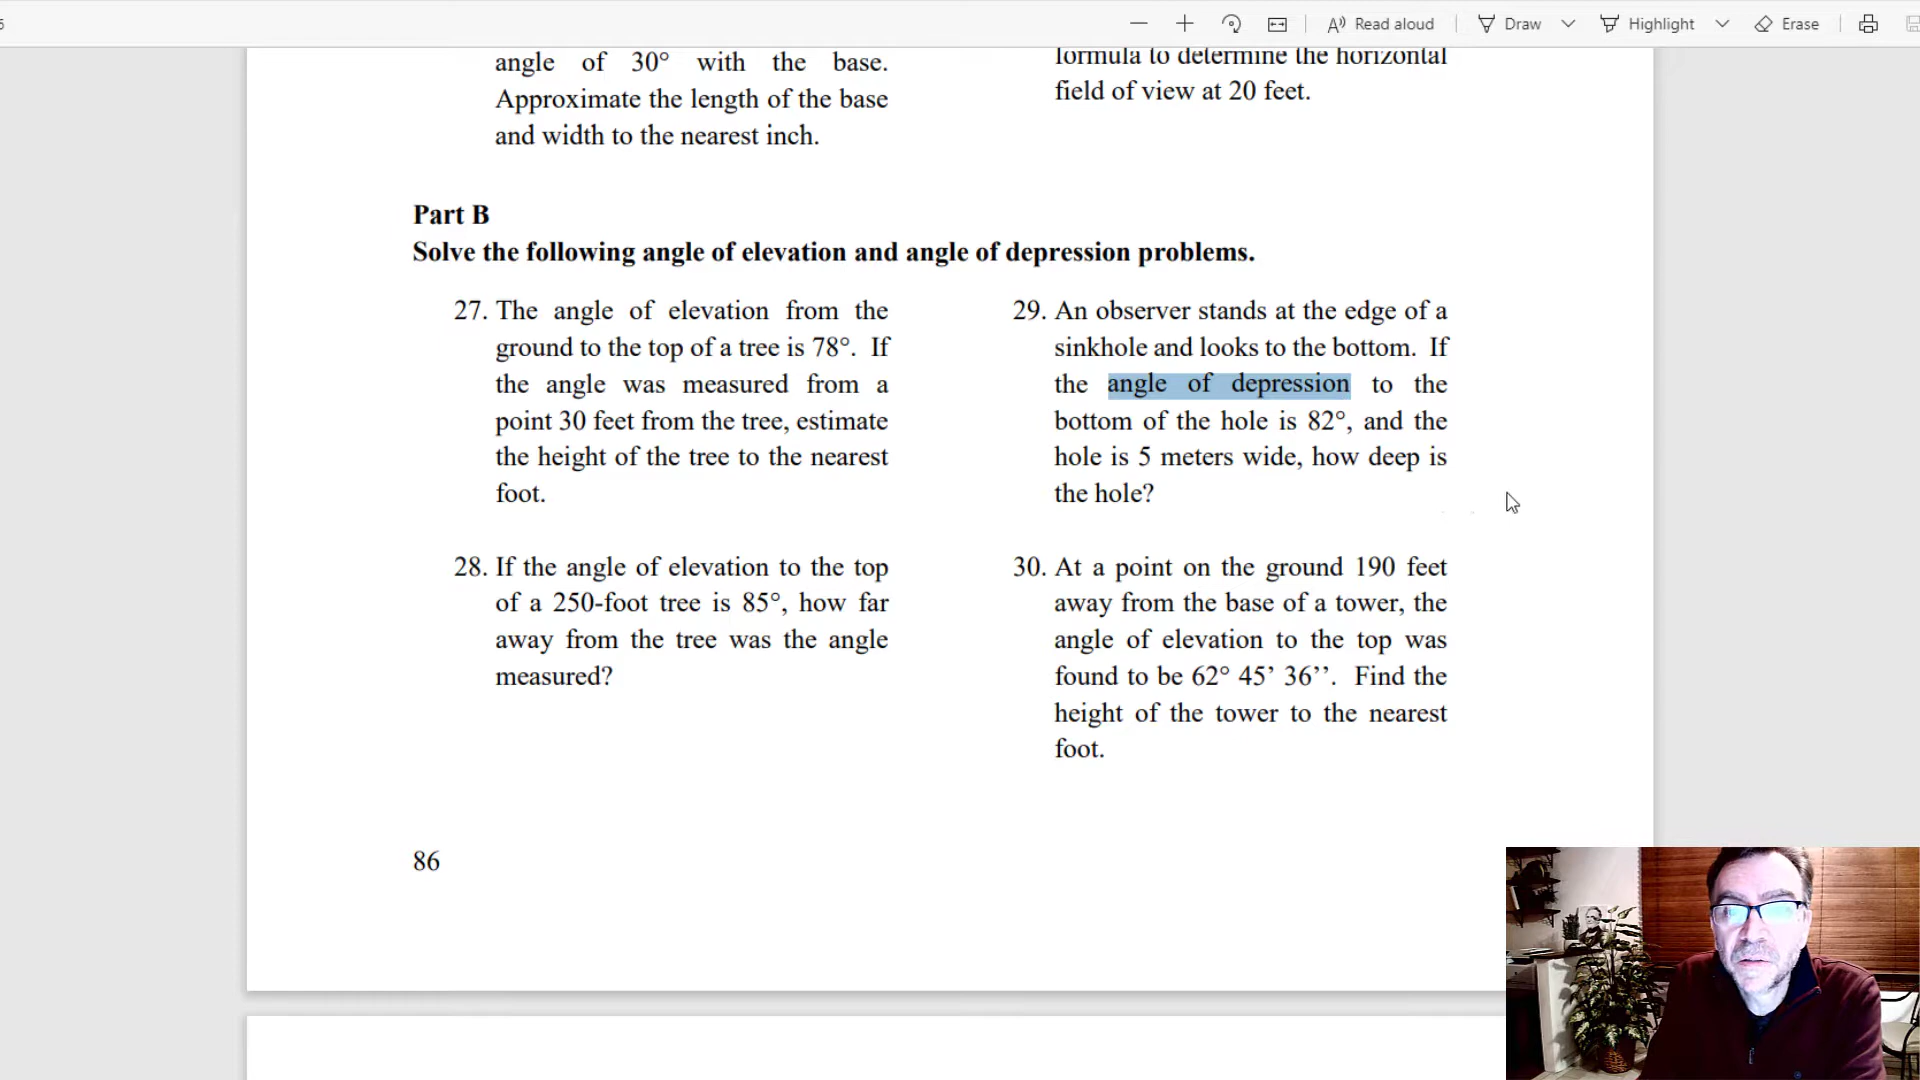 Read aloud
Draw
Highlight
Erase
angle of 30° with the base.
Approximate the length of the base
and width to the nearest inch.
formula to determine the horizontal
field of view at 20 feet.
Part B
Solve the following angle of elevation and angle of depression problems.
27. The angle of elevation from the
ground to the top of a tree is 78°. If
the angle was measured from a
point 30 feet from the tree, estimate
the height of the tree to the nearest
foot.
28. If the angle of elevation to the top
of a 250-foot tree is 85°, how far
away from the tree was the angle
measured?
29. An observer stands at the edge of a
sinkhole and looks to the bottom. If
the angle of depression to the
bottom of the hole is 82°, and the
hole is 5 meters wide, how deep is
the hole?
30. At a point on the ground 190 feet
away from the base of a tower, the
angle of elevation to the top was
found to be 62° 45’ 36’’. Find the
height of the tower to the nearest
foot.
86